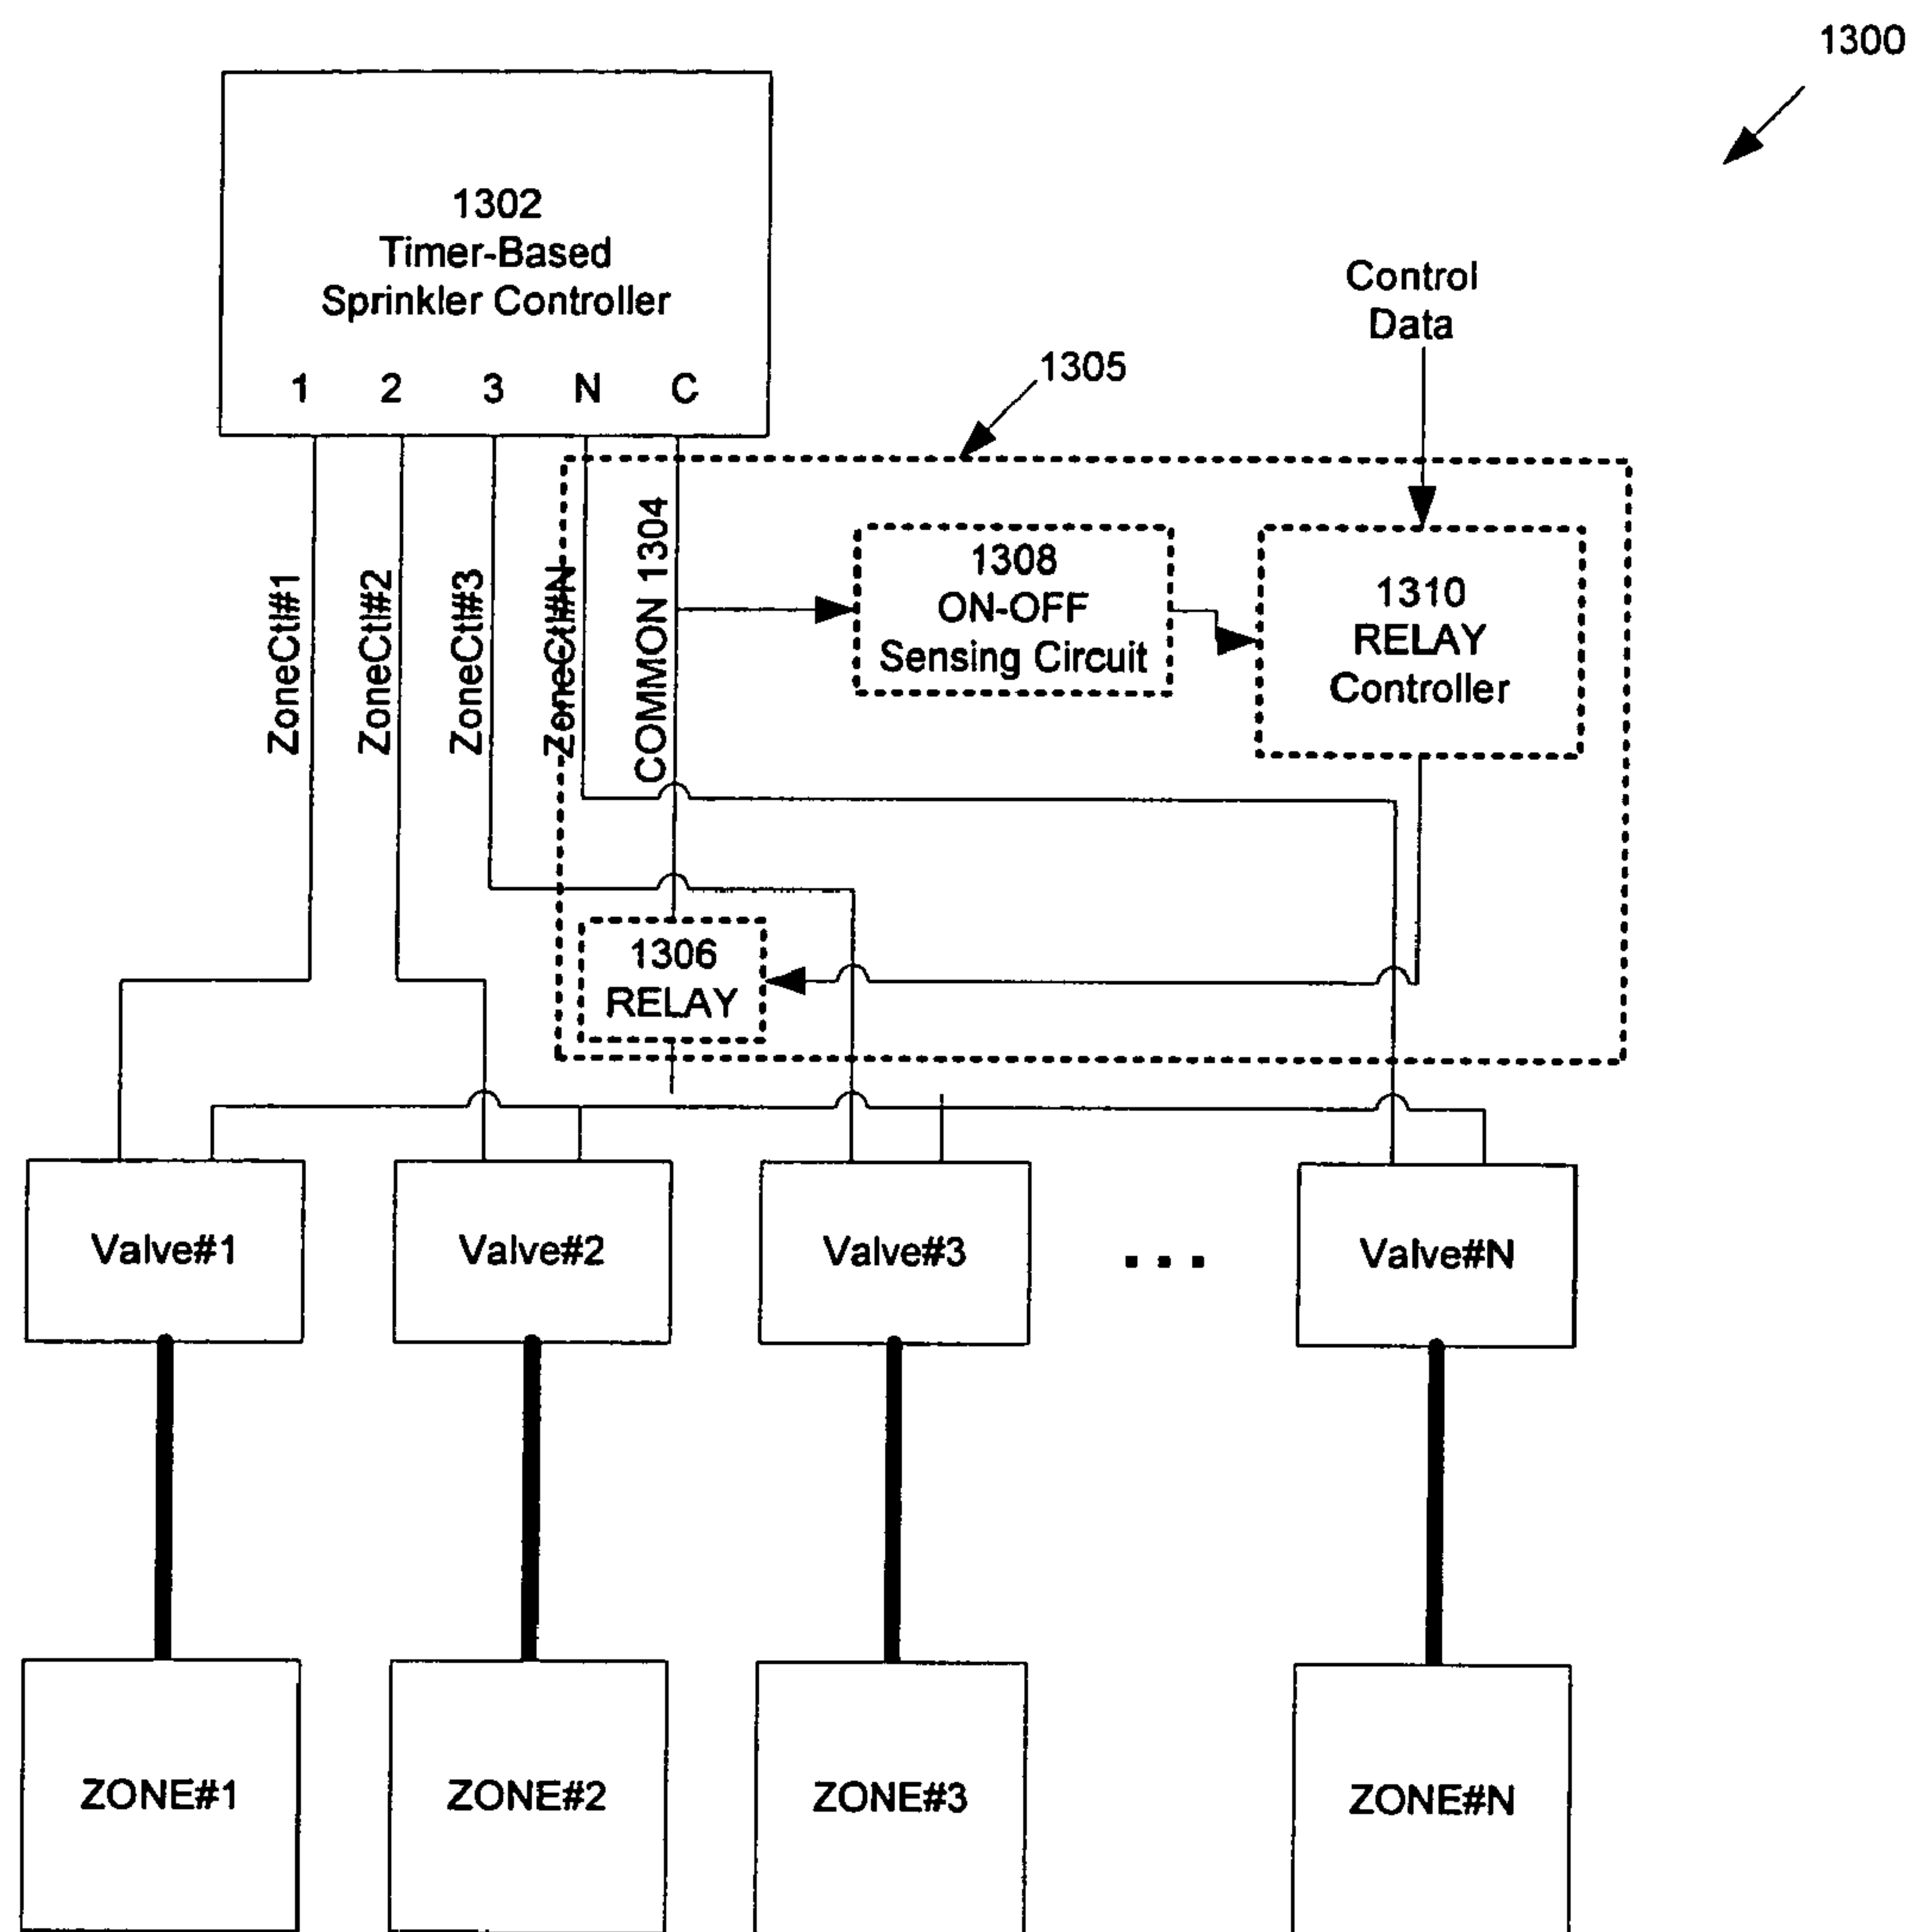 1300
1302
Timer-Based
Sprinkler Controller
1 2 3 N C
Control
Data
1305
ZoneCtl#1
ZoneCtl#2
ZoneCtl#3
ZoneCtl#N
COMMON 1304
1308
ON-OFF
Sensing Circuit
1310
RELAY
Controller
1306
RELAY
Valve#1
Valve#2
Valve#3
...
Valve#N
ZONE#1
ZONE#2
ZONE#3
ZONE#N